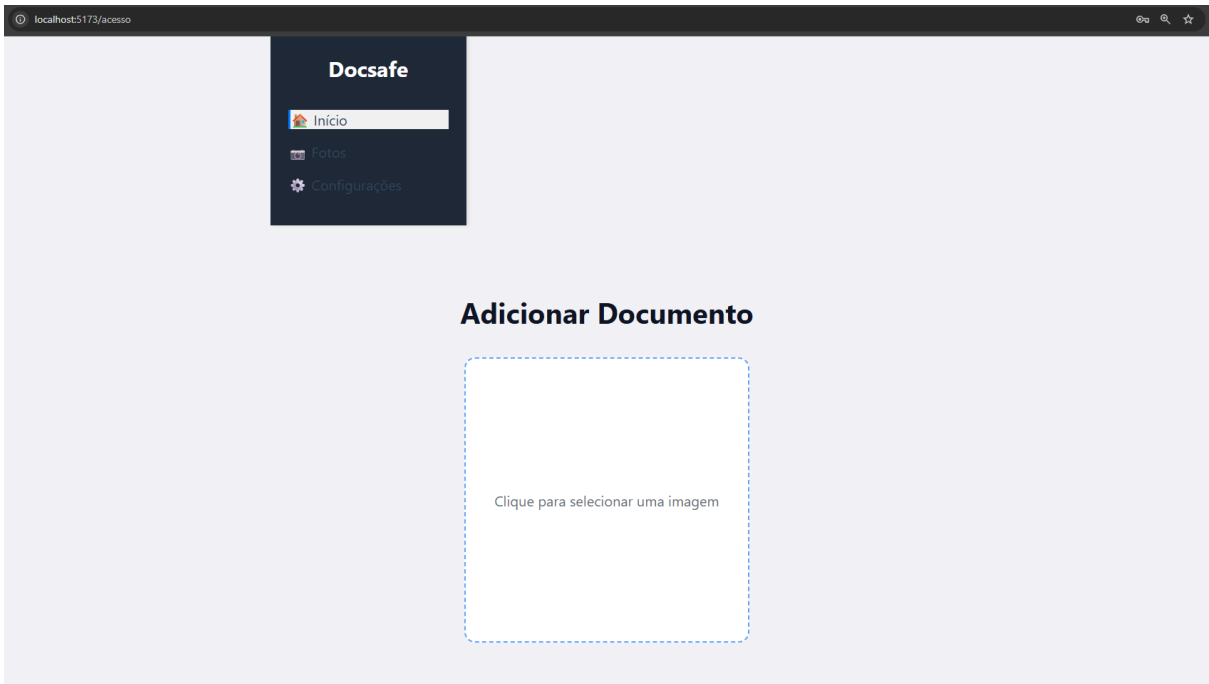 localhost:5173/acesso
Docsafe
Início
Fotos
Configurações
Adicionar Documento
Clique para selecionar uma imagem